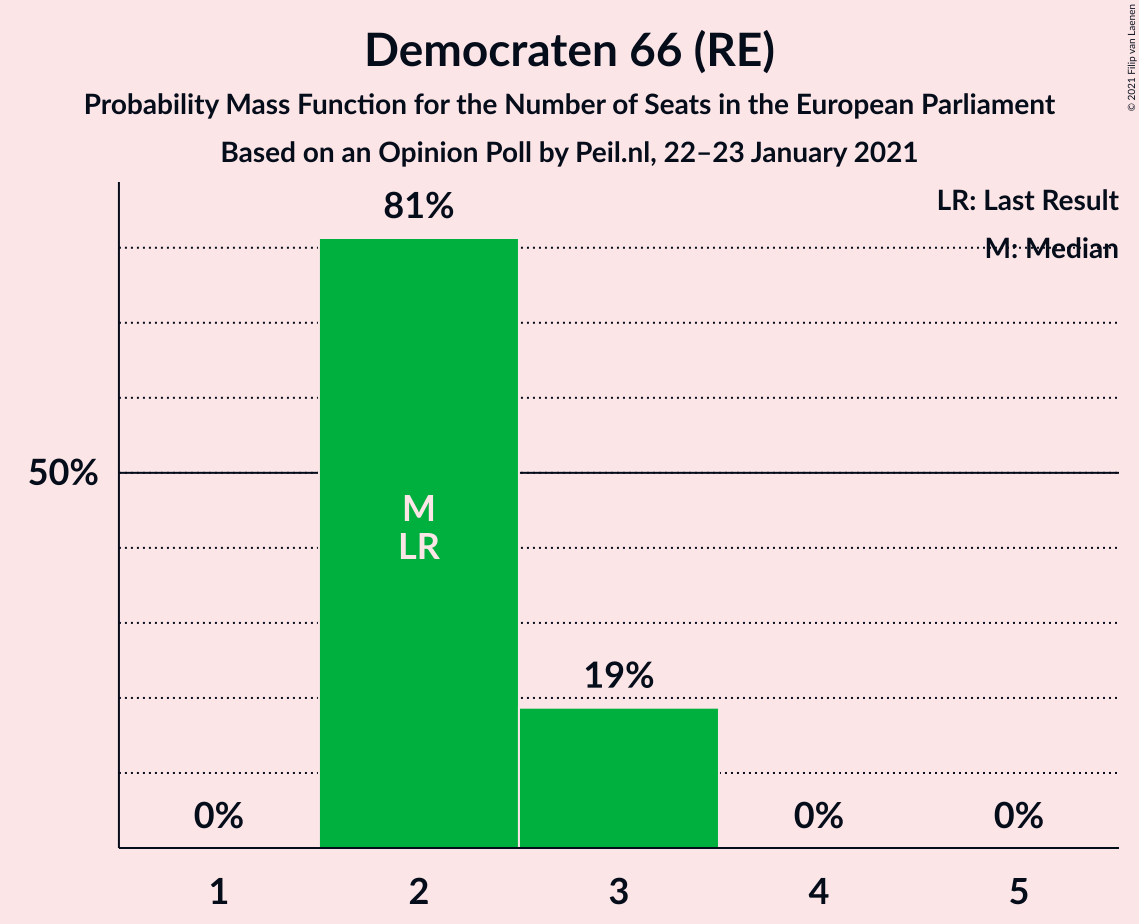 Democraten 66 (RE)
Probability Mass Function for the Number of Seats in the European Parliament
Based on an Opinion Poll by Peil.nl, 22–23 January 2021
© 2021 Filip van Laenen
LR: Last Result
M: Median
81%
50%
M
LR
19%
0%
0%
0%
1
2
3
4
5